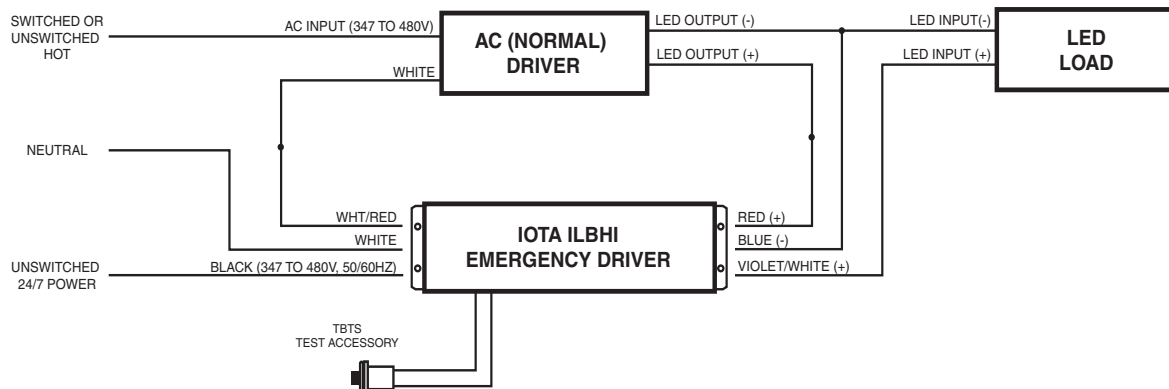 SWITCHED OR
UNSWITCHED
HOT
AC INPUT (347 TO 480V)
WHITE
AC (NORMAL)
DRIVER
LED OUTPUT (-)
LED OUTPUT (+)
LED INPUT(-)
LED INPUT (+)
LED
LOAD
NEUTRAL
WHT/RED
WHITE
UNSWITCHED
24/7 POWER
BLACK (347 TO 480V, 50/60HZ)
IOTA ILBHI
EMERGENCY DRIVER
RED (+)
BLUE (-)
VIOLET/WHITE (+)
TBTS
TEST ACCESSORY